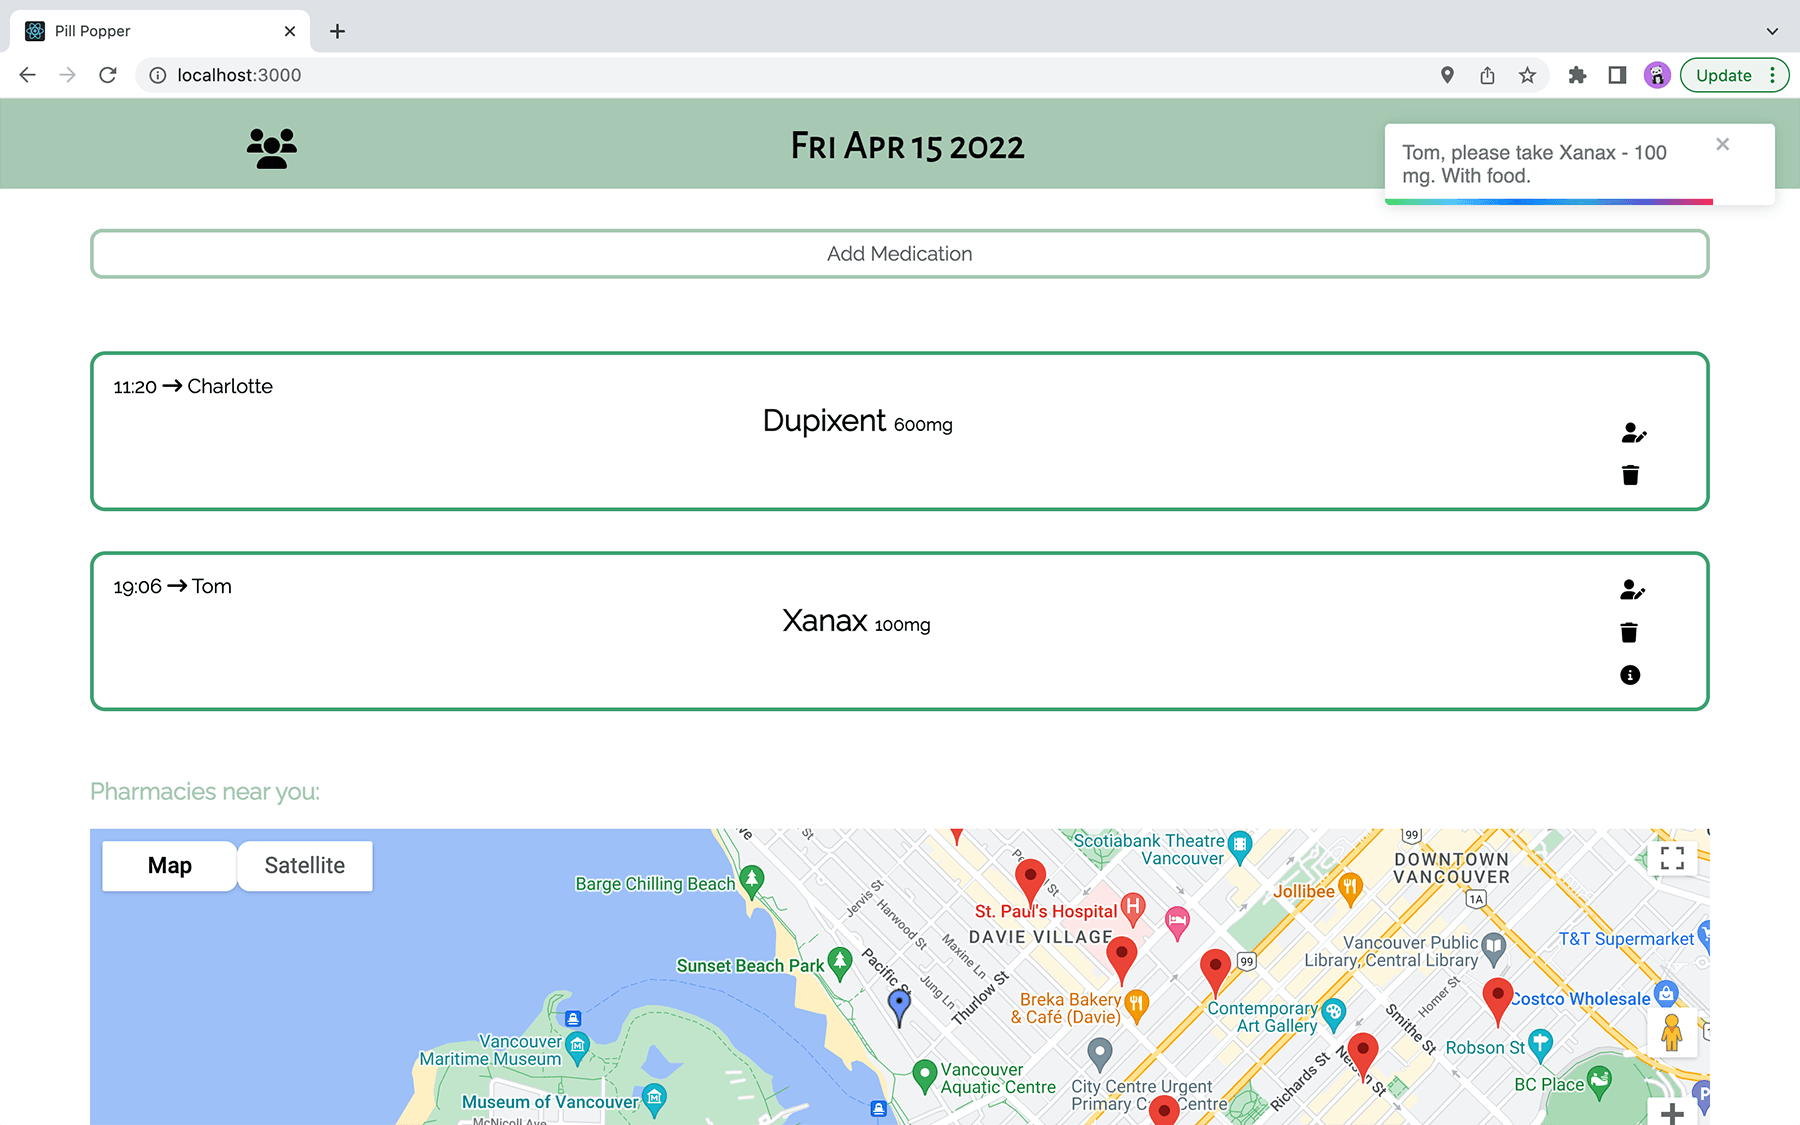 Pill Popper
localhost:3000
Update
Fri Apr 15 2022
Tom, please take Xanax - 100
mg. With food.
Add Medication
11:20 → Charlotte
Dupixent 600mg
19:06 → Tom
Xanax 100mg
Pharmacies near you:
Map
Satellite
Scotiabank Theatre
Vancouver
99
DOWNTOWN
VANCOUVER
1A
Barge Chilling Beach
Jervis St
Harwood St
Maxine Ln
Jung Ln
St. Paul's Hospital
H
DAVIE VILLAGE
Jollibee
Vancouver Public
Library, Central Library
T&T Supermarket
Sunset Beach Park
Pacific St
Thurlow St
99
Breka Bakery
& Café (Davie)
Contemporary
Art Gallery
Homer St
Smithe St
Costco Wholesale
Vancouver
Maritime Museum
Robson St
Nelson St
Richards St
Vancouver
Aquatic Centre
City Centre Urgent
Primary Centre
BC Place
Museum of Vancouver
McNicoll Ave
P